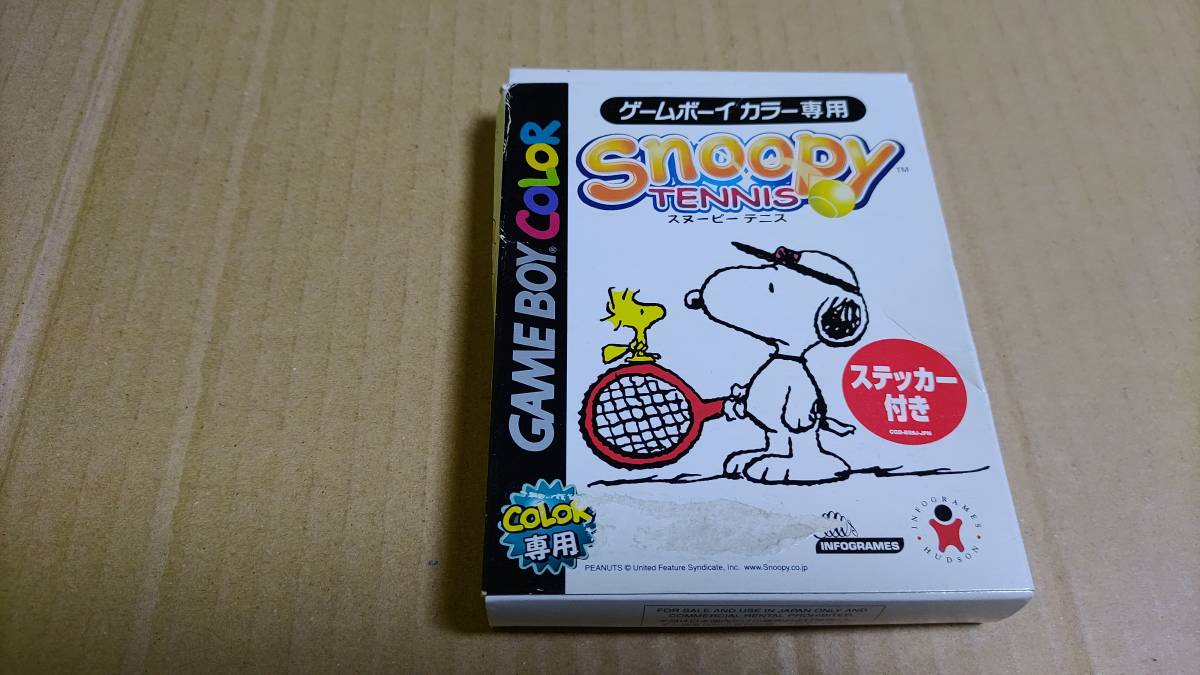 ゲームボーイカラー専用
GAME BOY® COLOR
Snoopy™
TENNIS
スヌーピー テニス
ステッカー
付き
COLOR
専用
INFOGRAMES
INFOGRAMES HUDSON
PEANUTS © United Feature Syndicate, Inc. www.Snoopy.co.jp
FOR SALE AND USE IN JAPAN ONLY AND
COMMERCIAL RENTAL PROHIBITED.